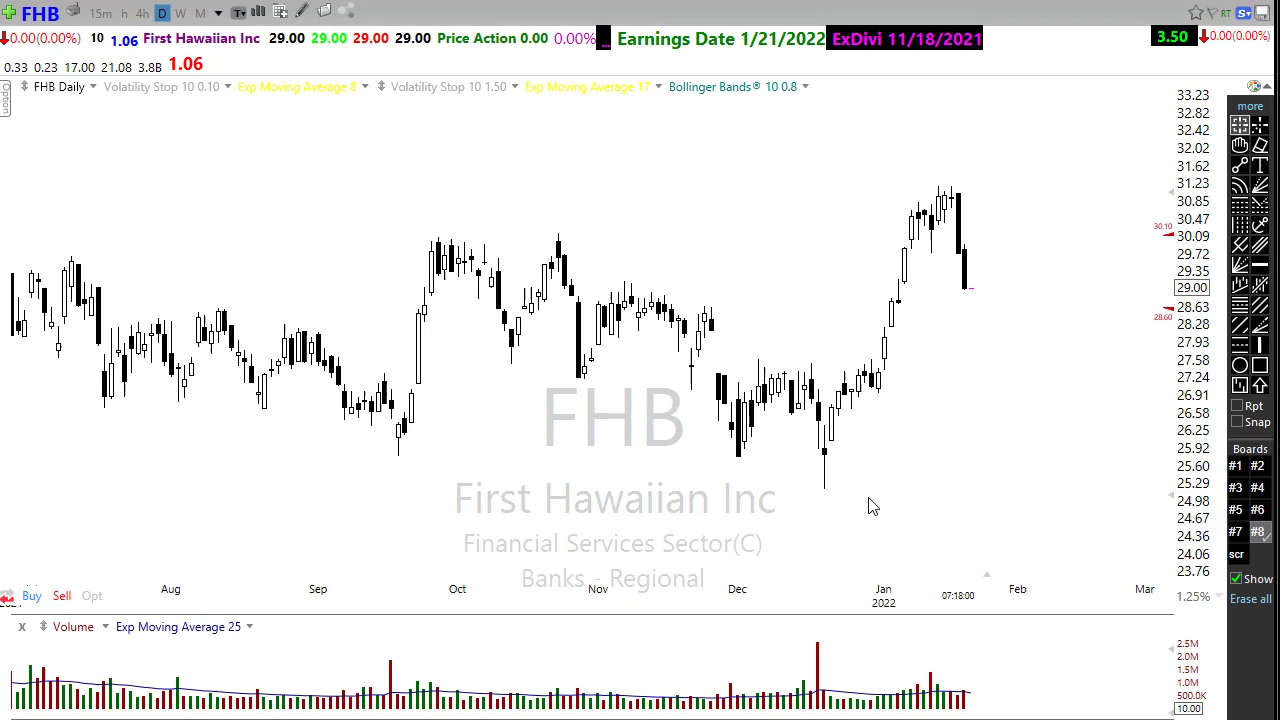 FHB 15m h 4h D W M T RT S
0.00(0.00%) 10 1.06 First Hawaiian Inc 29.00 29.00 29.00 29.00 Price Action 0.00 0.00% ... Earnings Date 1/21/2022 ExDivi 11/18/2021 3.50 0.00(0.00%)
0.33 0.23 17.00 21.08 3.8B 1.06
Option
FHB Daily Volatility Stop 10 0.10 Exp Moving Average 8 Volatility Stop 10 1.50 Exp Moving Average 17 Bollinger Bands® 10 0.8
33.23
32.82
32.42
32.02
31.62
31.23
30.85
30.47
30.09
29.72
29.35
29.00
28.63
28.28
27.93
27.58
27.24
26.91
26.58
26.25
25.92
25.60
25.29
24.98
24.67
24.36
24.06
23.76
30.10
28.60
more
T
Rpt
Snap
Boards
#1 #2
#3 #4
#5 #6
#7 #8
scr
Show
Erase all
FHB
First Hawaiian Inc
Financial Services Sector(C)
Banks - Regional
Aug Sep Oct Nov Dec Jan Feb Mar
2022 07:18:00
Buy Sell Opt
1.25%
X Volume Exp Moving Average 25
2.5M
2.0M
1.5M
1.0M
500.0K
10.00